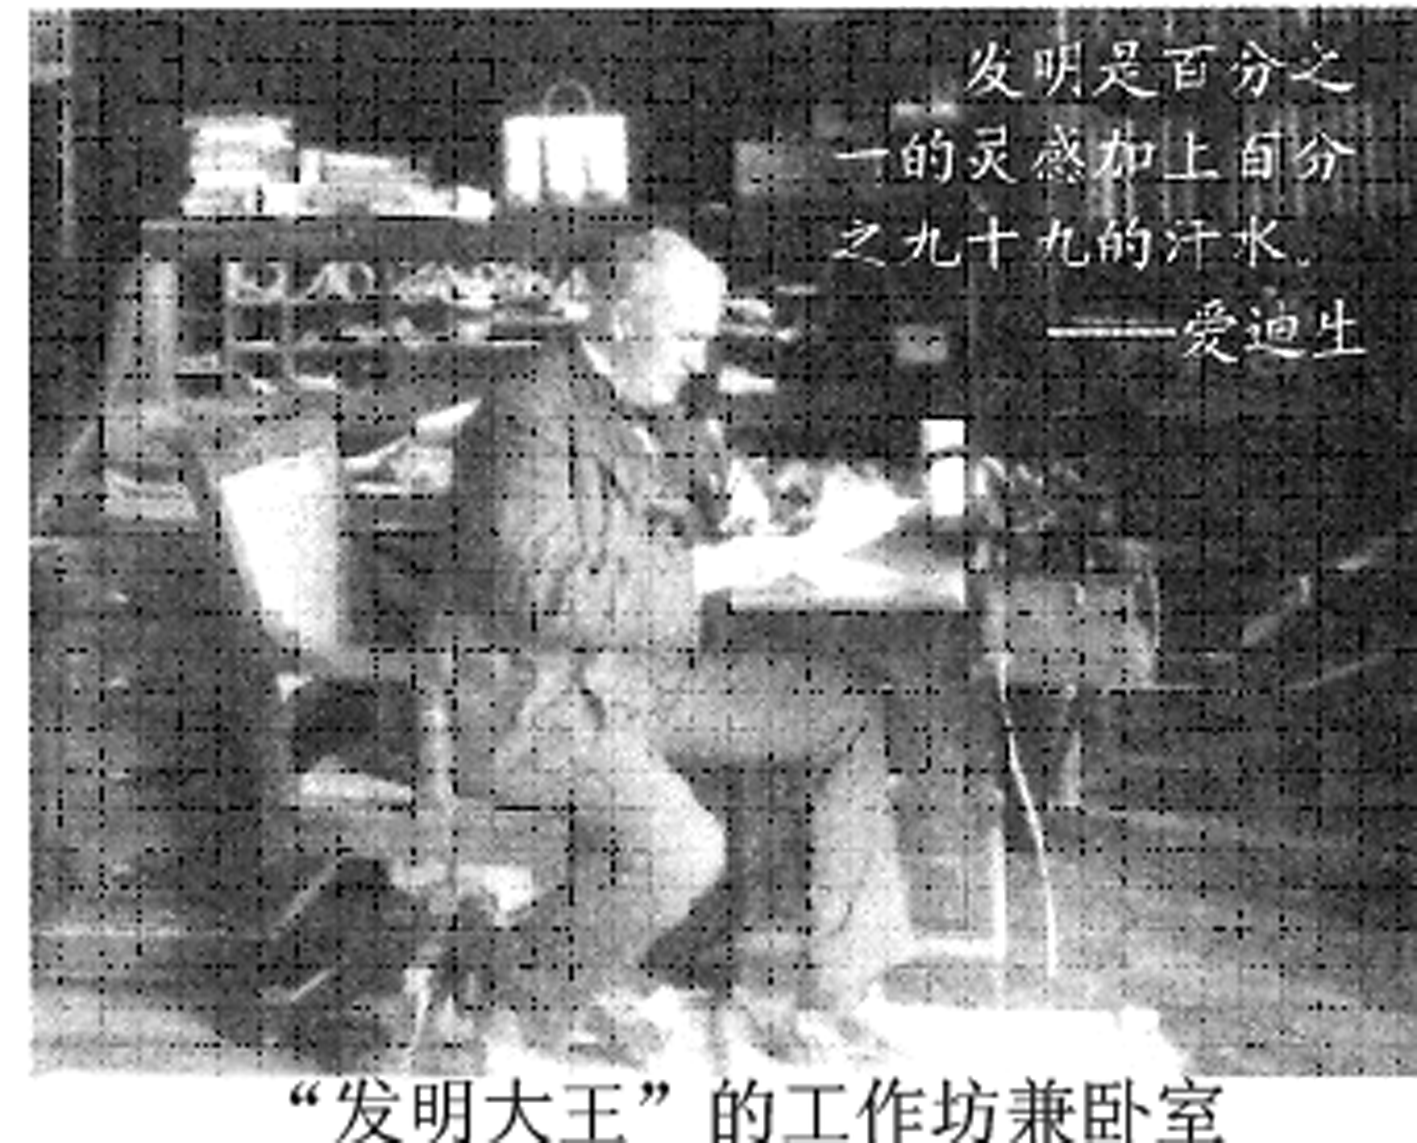 发明是百分之
一的灵感加上百分
之九十九的汗水。
——爱迪生
“发明大王”的工作坊兼卧室